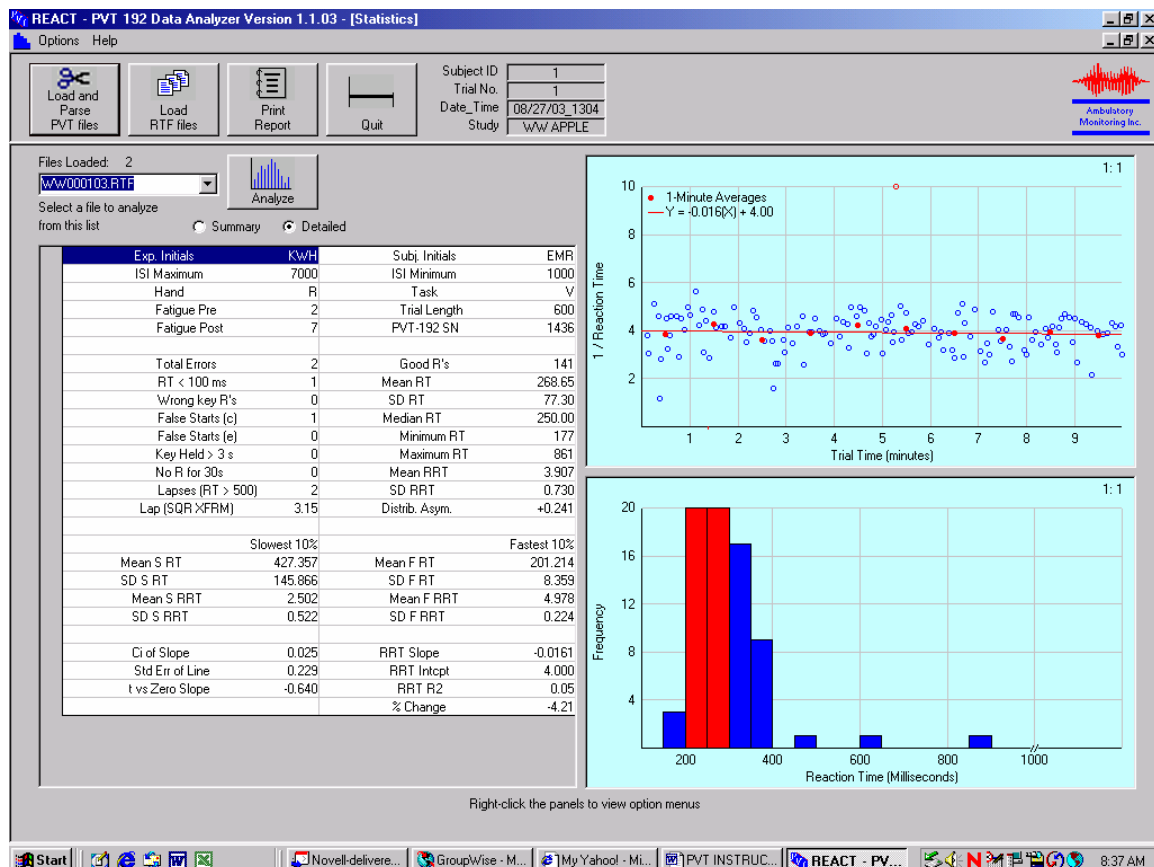 REACT - PVT 192 Data Analyzer Version 1.1.03 - [Statistics]
Options Help
Load and Parse PVT files
Load RTF files
Print Report
Quit
Subject ID 1
Trial No. 1
Date_Time 08/27/03_1304
Study WW APPLE
Ambulatory Monitoring Inc.
Files Loaded: 2
WW000103.RTF
Analyze
Select a file to analyze
from this list
Summary Detailed
Exp. Initials KWH Subj. Initials EMR
ISI Maximum 7000 ISI Minimum 1000
Hand R Task V
Fatigue Pre 2 Trial Length 600
Fatigue Post 7 PVT-192 SN 1436
Total Errors 2 Good R's 141
RT < 100 ms 1 Mean RT 268.65
Wrong key R's 0 SD RT 77.30
False Starts (c) 1 Median RT 250.00
False Starts (e) 0 Minimum RT 177
Key Held > 3 s 0 Maximum RT 861
No R for 30s 0 Mean RRT 3.907
Lapses (RT > 500) 2 SD RRT 0.730
Lap (SQR XFRM) 3.15 Distrib. Asym. +0.241
Slowest 10% Fastest 10%
Mean S RT 427.357 Mean F RT 201.214
SD S RT 145.866 SD F RT 8.359
Mean S RRT 2.502 Mean F RRT 4.978
SD S RRT 0.522 SD F RRT 0.224
Ci of Slope 0.025 RRT Slope -0.0161
Std Err of Line 0.229 RRT Intcpt 4.000
t vs Zero Slope -0.640 RRT R2 0.05
% Change -4.21
1: 1
1-Minute Averages
Y = -0.016(X) + 4.00
1 / Reaction Time
10
8
6
4
2
1 2 3 4 5 6 7 8 9
Trial Time (minutes)
1: 1
Frequency
20
16
12
8
4
200 400 600 800 1000
Reaction Time (Milliseconds)
Right-click the panels to view option menus
Start Novell-delivere... GroupWise - M... My Yahoo! - Mi... PVT INSTRUC... REACT - PV... 8:37 AM